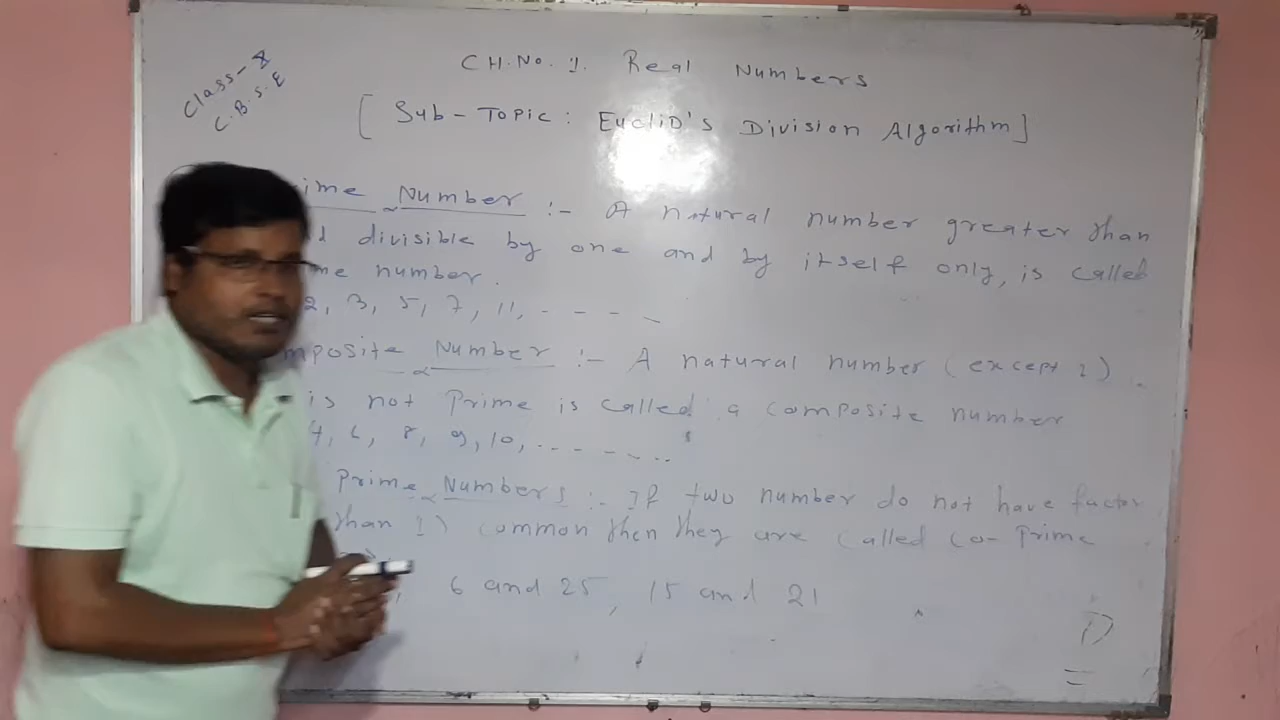 Class - X
C.B.S.E
CH.No. 1. Real Numbers
[ Sub-Topic: EucliD's Division Algorithm]
ime Number :- A natural number greater than
d divisible by one and by itself only, is called
me number.
2, 3, 5, 7, 11, - - - -
mposite Number :- A natural number (except 1)
is not Prime is called a composite number
4, 6, 8, 9, 10, - - - - - - -
Prime Numbers :- If two number do not have factor
than 1) common then they are called Co-Prime
6 and 25, 15 and 21